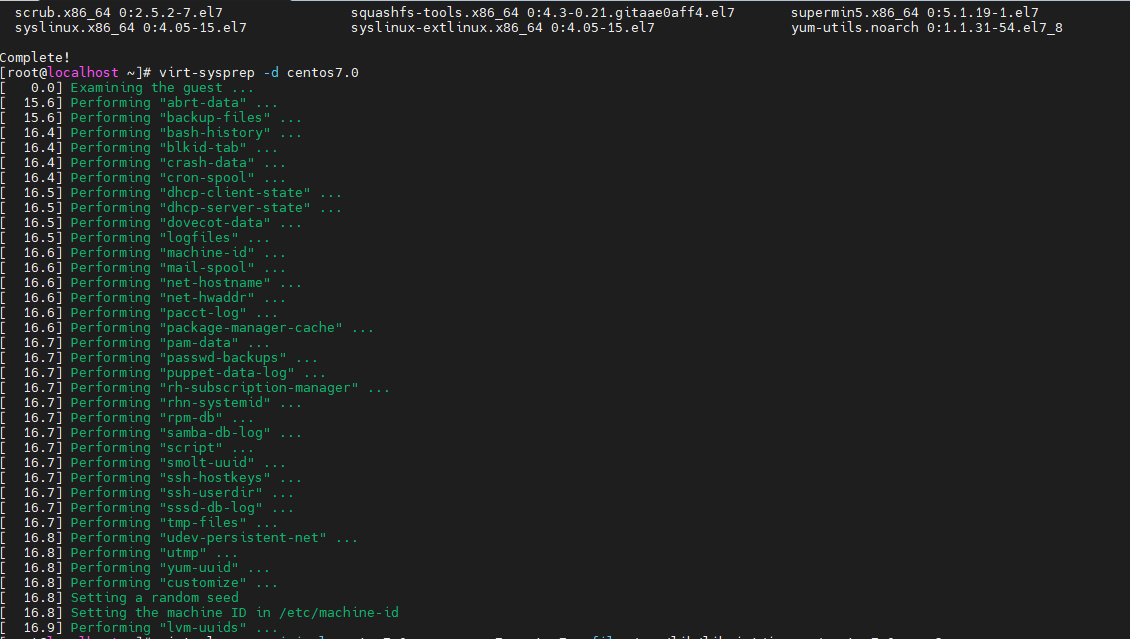 scrub.x86_64 0:2.5.2-7.el7 squashfs-tools.x86_64 0:4.3-0.21.gitaae0aff4.el7 supermin5.x86_64 0:5.1.19-1.el7
syslinux.x86_64 0:4.05-15.el7 syslinux-extlinux.x86_64 0:4.05-15.el7 yum-utils.noarch 0:1.1.31-54.el7_8
Complete!
[root@localhost ~]# virt-sysprep -d centos7.0
[   0.0] Examining the guest ...
[  15.6] Performing "abrt-data" ...
[  15.6] Performing "backup-files" ...
[  16.4] Performing "bash-history" ...
[  16.4] Performing "blkid-tab" ...
[  16.4] Performing "crash-data" ...
[  16.4] Performing "cron-spool" ...
[  16.5] Performing "dhcp-client-state" ...
[  16.5] Performing "dhcp-server-state" ...
[  16.5] Performing "dovecot-data" ...
[  16.5] Performing "logfiles" ...
[  16.6] Performing "machine-id" ...
[  16.6] Performing "mail-spool" ...
[  16.6] Performing "net-hostname" ...
[  16.6] Performing "net-hwaddr" ...
[  16.6] Performing "pacct-log" ...
[  16.6] Performing "package-manager-cache" ...
[  16.7] Performing "pam-data" ...
[  16.7] Performing "passwd-backups" ...
[  16.7] Performing "puppet-data-log" ...
[  16.7] Performing "rh-subscription-manager" ...
[  16.7] Performing "rhn-systemid" ...
[  16.7] Performing "rpm-db" ...
[  16.7] Performing "samba-db-log" ...
[  16.7] Performing "script" ...
[  16.7] Performing "smolt-uuid" ...
[  16.7] Performing "ssh-hostkeys" ...
[  16.7] Performing "ssh-userdir" ...
[  16.7] Performing "sssd-db-log" ...
[  16.7] Performing "tmp-files" ...
[  16.8] Performing "udev-persistent-net" ...
[  16.8] Performing "utmp" ...
[  16.8] Performing "yum-uuid" ...
[  16.8] Performing "customize" ...
[  16.8] Setting a random seed
[  16.8] Setting the machine ID in /etc/machine-id
[  16.9] Performing "lvm-uuids" ...